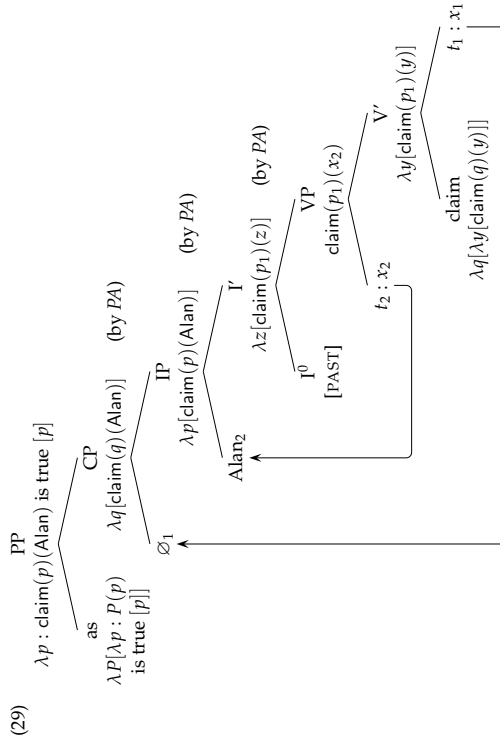 (29)
PP
λp : claim(p)(Alan) is true [p]
as
λP[λp : P(p)
is true [p]]
CP
λq[claim(q)(Alan)]
(by PA)
∅₁
IP
λp[claim(p)(Alan)]
(by PA)
Alan₂
I′
λz[claim(p₁)(z)]
(by PA)
I⁰
[PAST]
VP
claim(p₁)(x₂)
t₂ : x₂
V′
λy[claim(p₁)(y)]
claim
λq[λy[claim(q)(y)]]
t₁ : x₁